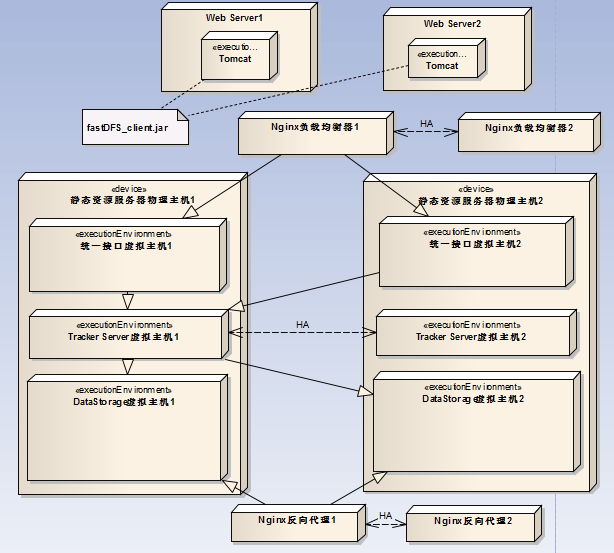 Web Server1
«executio...
Tomcat
Web Server2
«execution...
Tomcat
fastDFS_client.jar
Nginx负载均衡器1
HA
Nginx负载均衡器2
«device»
静态资源服务器物理主机1
«device»
静态资源服务器物理主机2
«executionEnvironment»
统一接口虚拟主机1
«executionEnvironment»
统一接口虚拟主机2
«executionEnvironment»
Tracker Server虚拟主机1
HA
«executionEnvironment»
Tracker Server虚拟主机2
«executionEnvironment»
DataStorage虚拟主机1
«executionEnvironment»
DataStorage虚拟主机2
Nginx反向代理1
HA
Nginx反向代理2